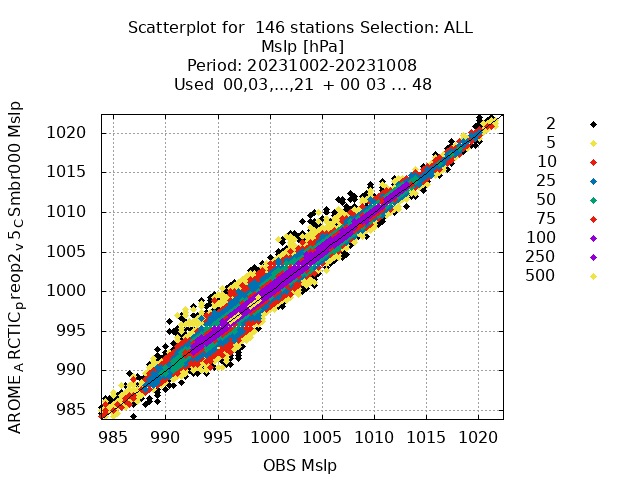 Scatterplot for  146 stations Selection: ALL
Mslp [hPa]
Period: 20231002-20231008
Used  00,03,...,21  + 00 03 ... 48
AROME_ARCTIC_preop2_v5_CSmbr000 Mslp
1020
1015
1010
1005
1000
995
990
985
985 990 995 1000 1005 1010 1015 1020
OBS Mslp
2
5
10
25
50
75
100
250
500